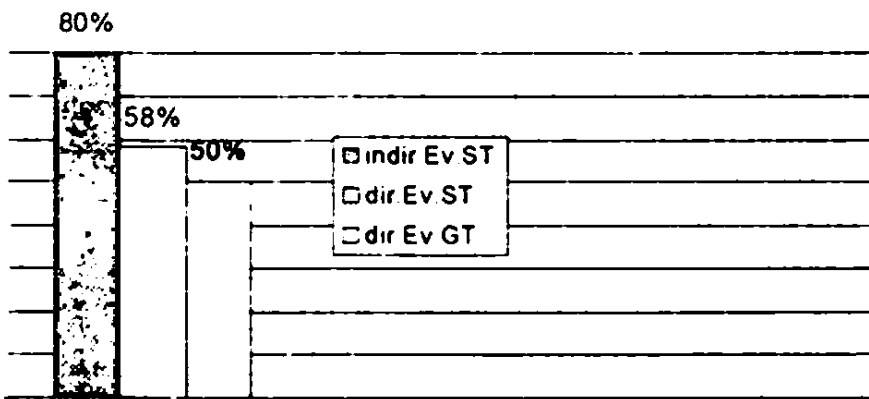 80%
58%
50%
indir Ev. ST
dir. Ev. ST
dir Ev GT